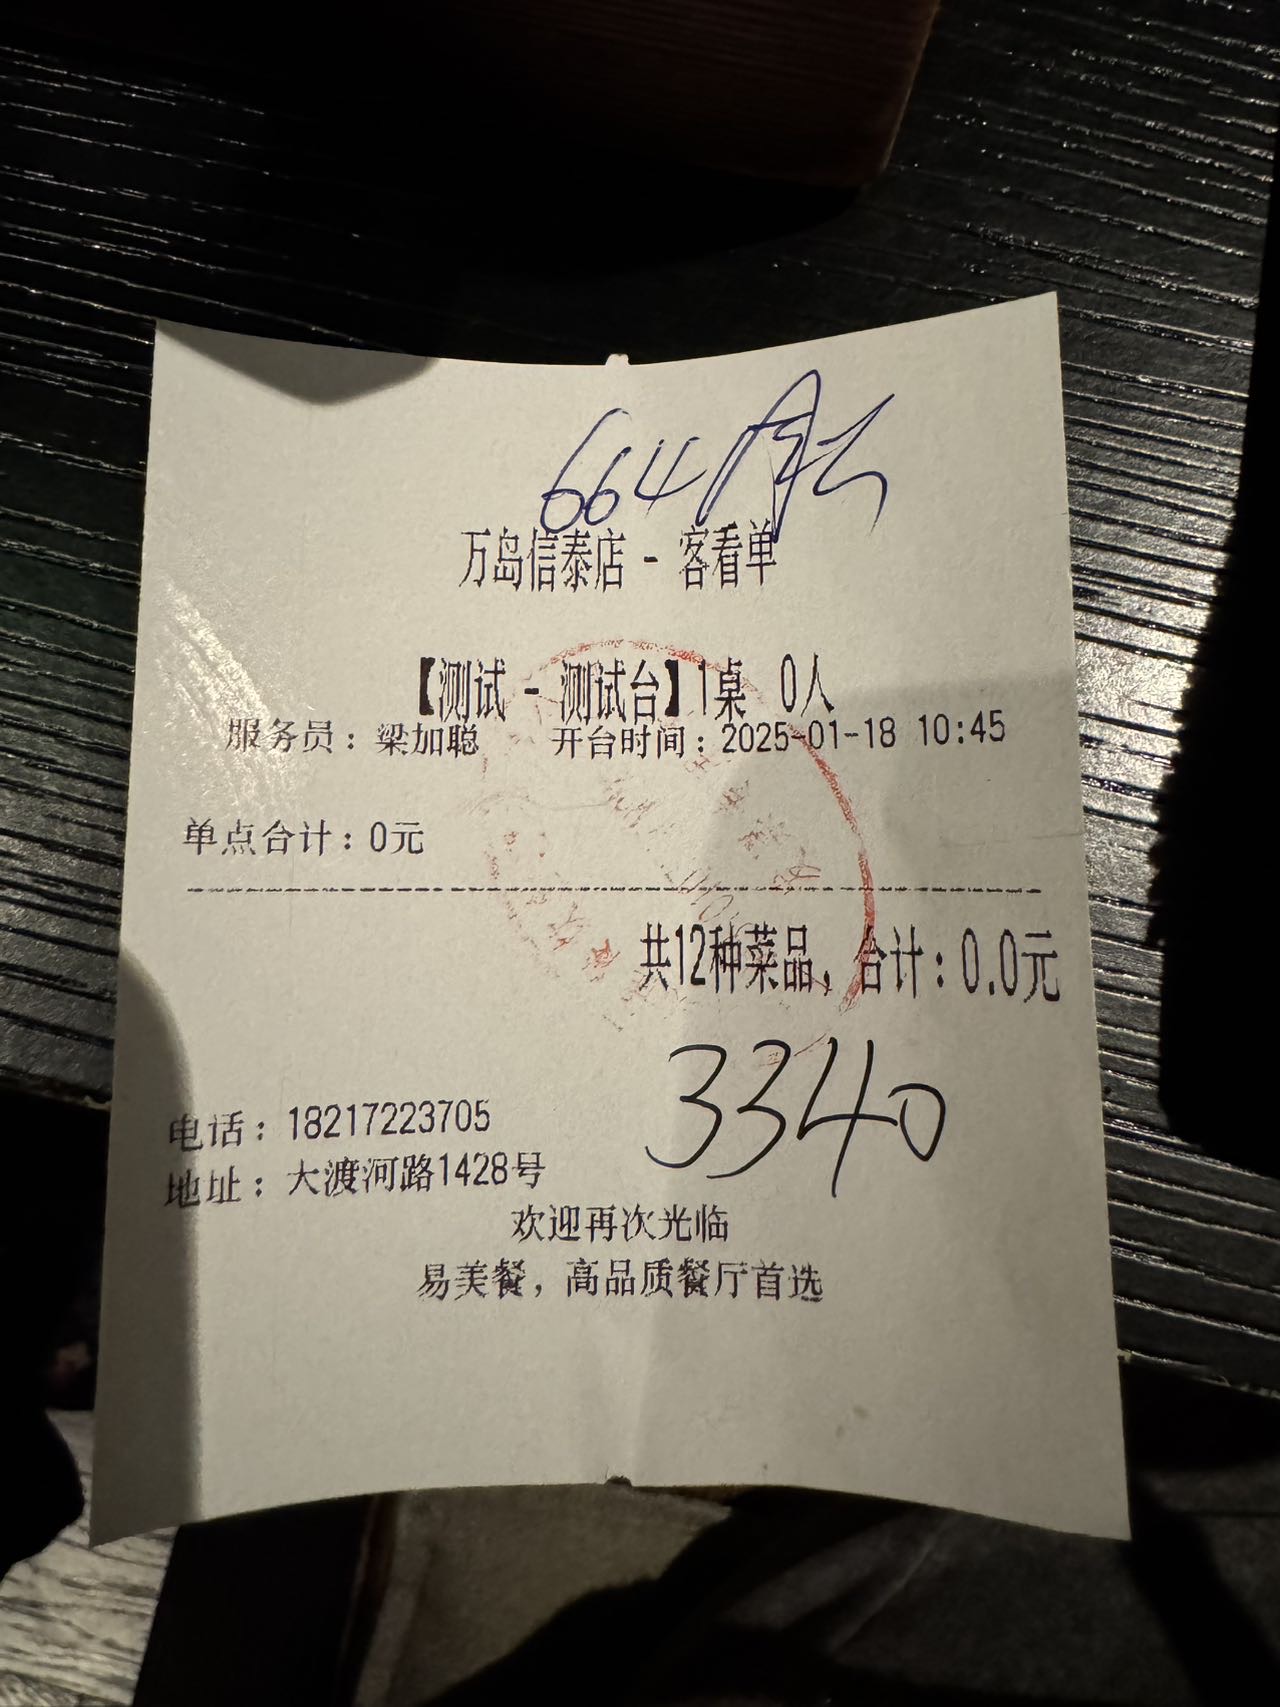 664
万岛信泰店 - 客看单
【测试 - 测试台】1桌 0人
服务员：梁加聪 开台时间：2025-01-18 10:45
单点合计：0元
共12种菜品，合计：0.0元
3340
电话：18217223705
地址：大渡河路1428号
欢迎再次光临
易美餐，高品质餐厅首选